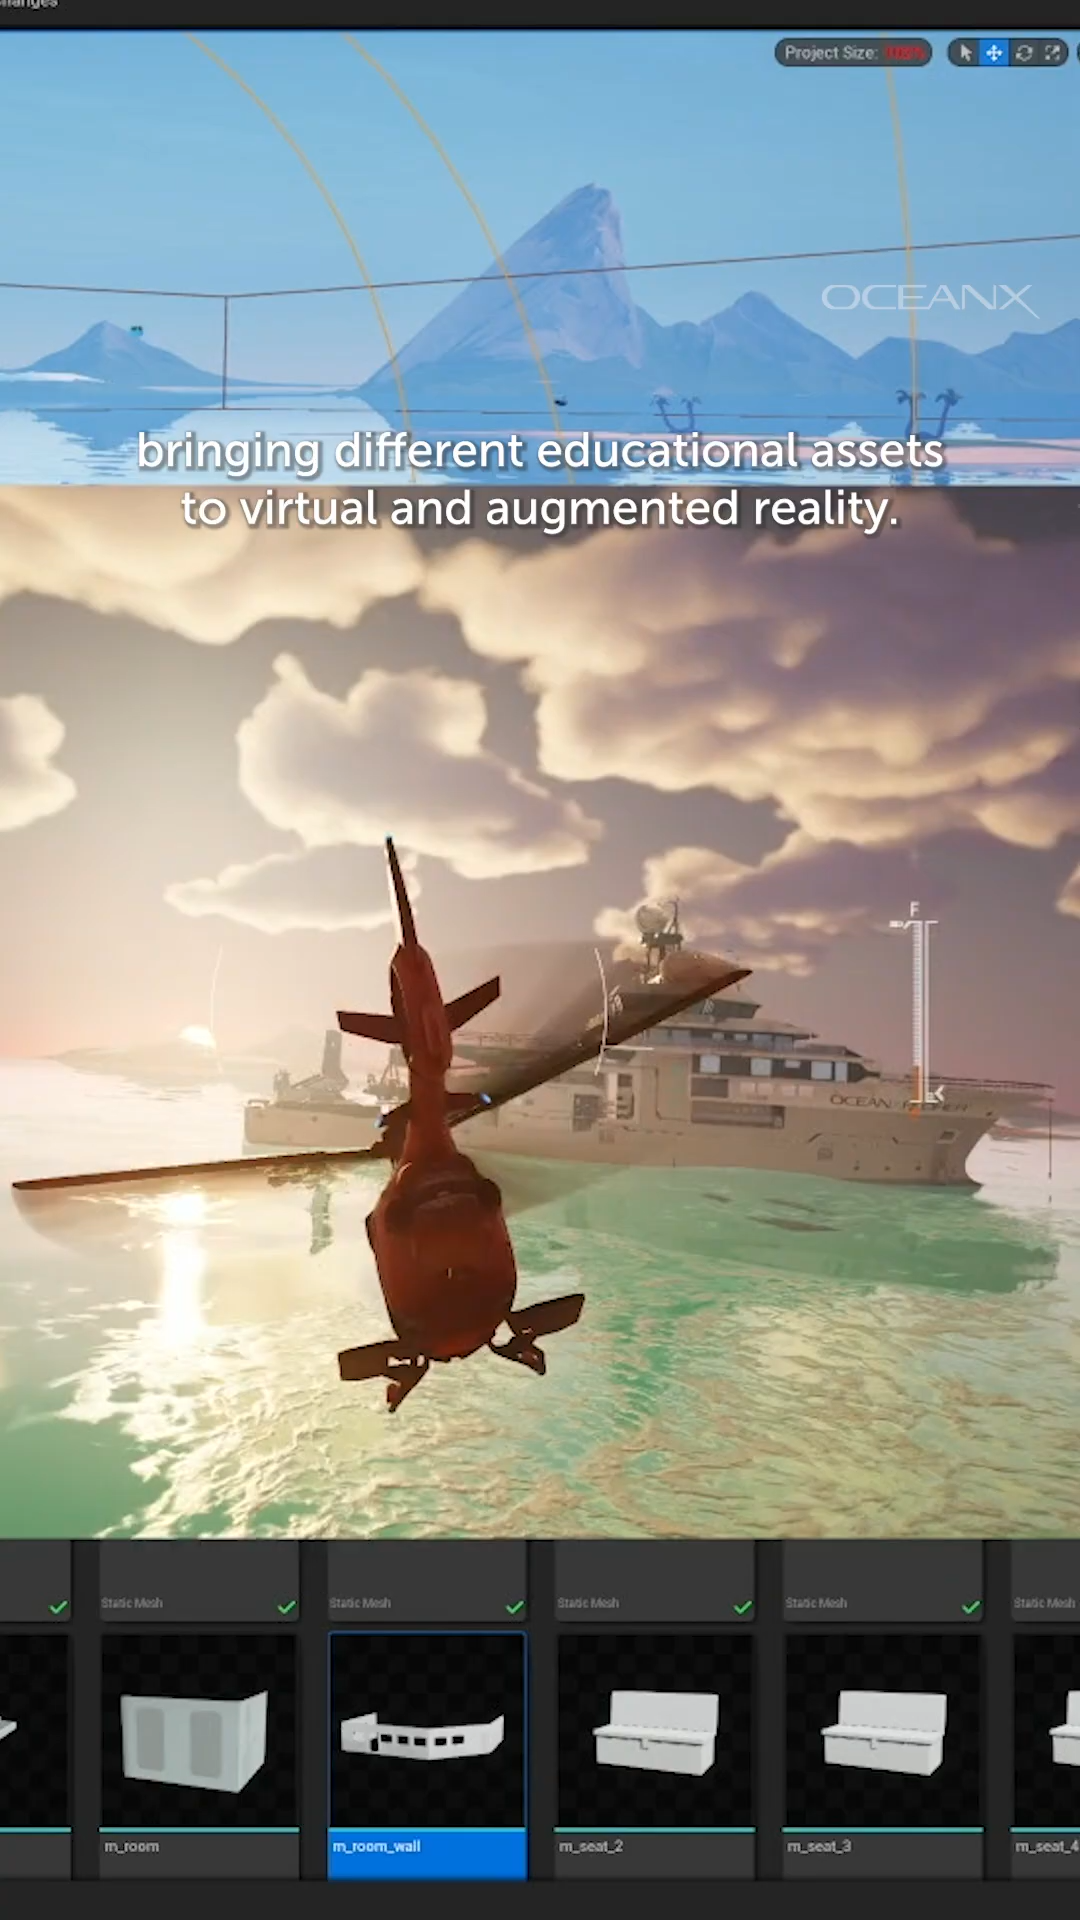 Project Size:
OCEANX
bringing different educational assets
to virtual and augmented reality.
F
Static Mesh
Static Mesh
Static Mesh
Static Mesh
Static Mesh
m_room
m_room_wall
m_seat_2
m_seat_3
m_seat_4